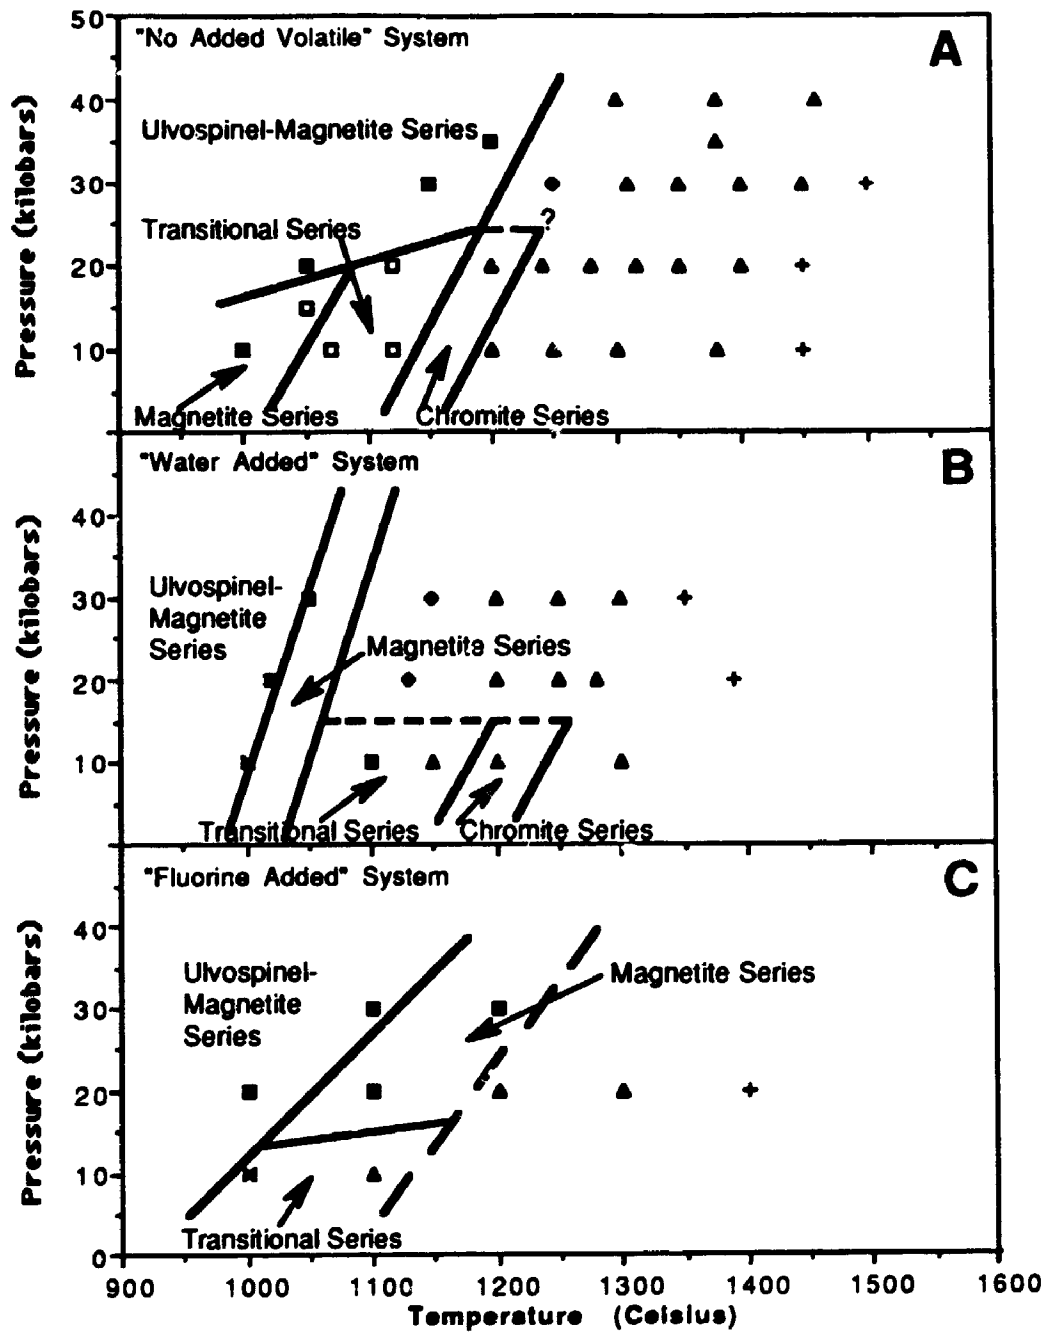 50
"No Added Volatile" System
A
40
Ulvospinel-Magnetite Series
30
Transitional Series
?
20
10
Magnetite Series
Chromite Series
Pressure (kilobars)
"Water Added" System
B
40
Ulvospinel-
Magnetite
Series
30
Magnetite Series
20
10
Transitional Series
Chromite Series
Pressure (kilobars)
"Fluorine Added" System
C
40
Ulvospinel-
Magnetite
Series
Magnetite Series
30
20
10
Transitional Series
0
Pressure (kilobars)
900 1000 1100 1200 1300 1400 1500 1600
Temperature (Celsius)